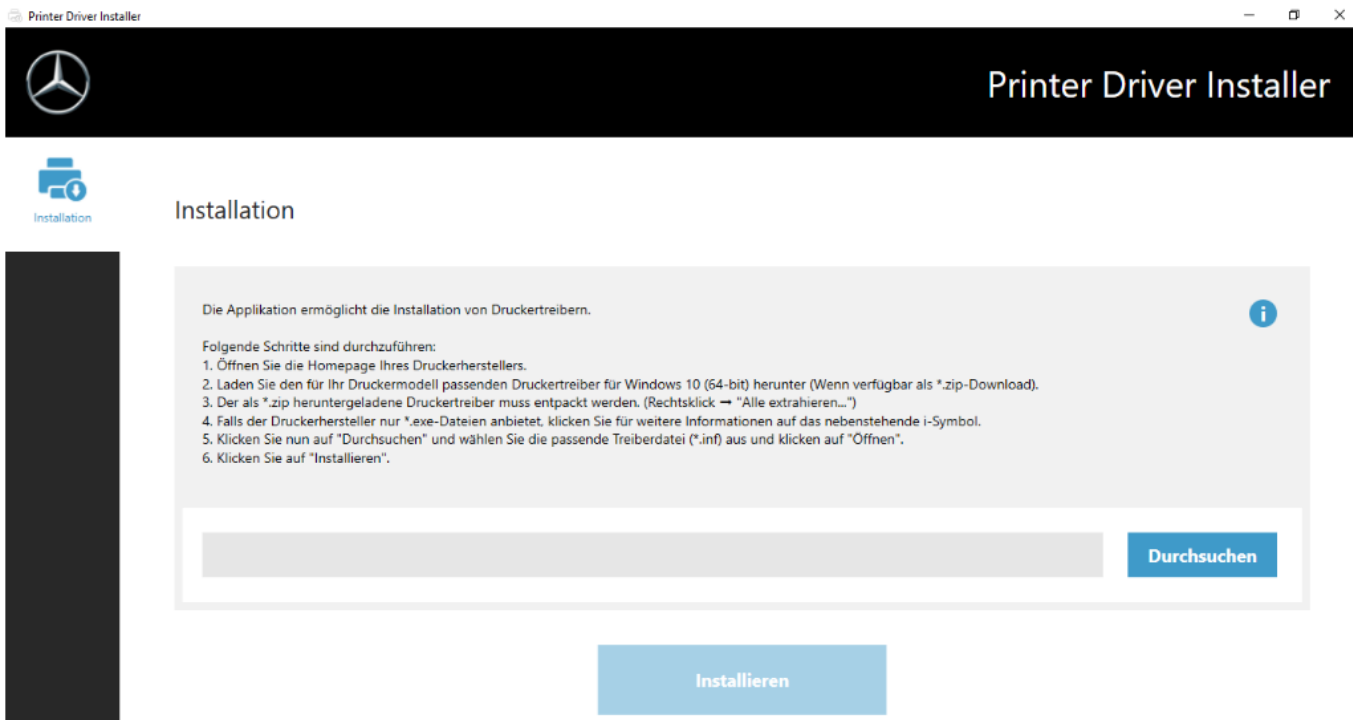 Printer Driver Installer
Printer Driver Installer
Installation
Installation
Die Applikation ermöglicht die Installation von Druckertreibern.
Folgende Schritte sind durchzuführen:
1. Öffnen Sie die Homepage Ihres Druckerherstellers.
2. Laden Sie den für Ihr Druckermodell passenden Druckertreiber für Windows 10 (64-bit) herunter (Wenn verfügbar als *.zip-Download).
3. Der als *.zip heruntergeladene Druckertreiber muss entpackt werden. (Rechtsklick → "Alle extrahieren...")
4. Falls der Druckerhersteller nur *.exe-Dateien anbietet, klicken Sie für weitere Informationen auf das nebenstehende i-Symbol.
5. Klicken Sie nun auf "Durchsuchen" und wählen Sie die passende Treiberdatei (*.inf) aus und klicken auf "Öffnen".
6. Klicken Sie auf "Installieren".
Durchsuchen
Installieren